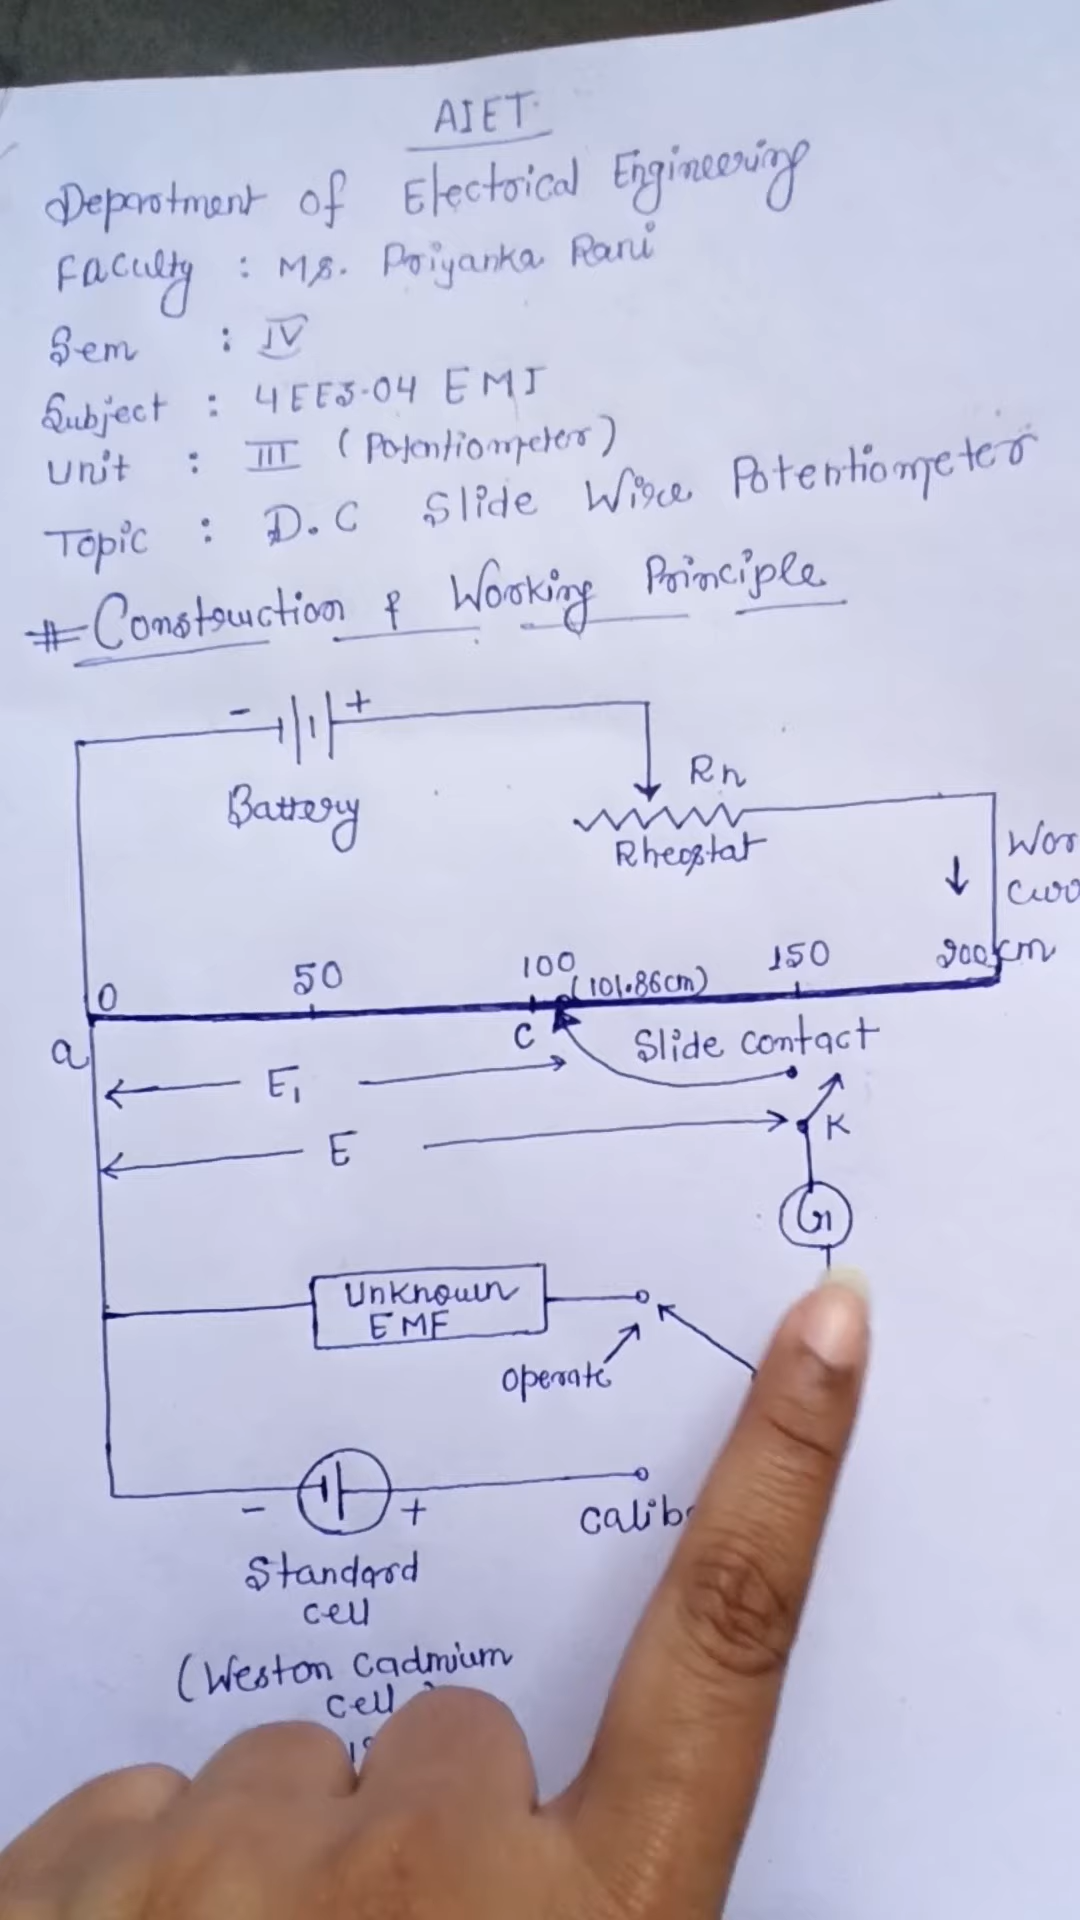 AIET.
Department of Electrical Engineering
Faculty : Ms. Priyanka Rani
Sem : IV
Subject : 4EE3-04 EMI
Unit : III (Potentiometer)
Topic : D.C Slide Wire Potentiometer
# Construction & Working Principle
- +
Battery
Rh
Rheostat
0 50 100 (101.86cm) 150 200cm
a
C Slide contact
E1
E
K
G
Unknown
EMF
operate
- +
Standard
cell
(Weston Cadmium
cell